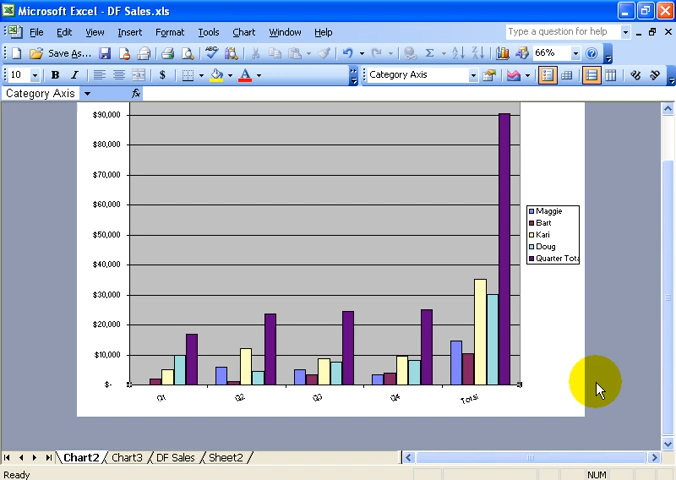 Microsoft Excel - DF Sales.xls
File Edit View Insert Format Tools Chart Window Help Type a question for help
Save As... 66%
10 B I $ A Category Axis
Category Axis fx
$90,000
$80,000
$70,000
$60,000
$50,000
$40,000
$30,000
$20,000
$10,000
$-
Q1 Q2 Q3 Q4 Total
Maggie
Bart
Kari
Doug
Quarter Tota
Chart2 Chart3 DF Sales Sheet2
Ready NUM